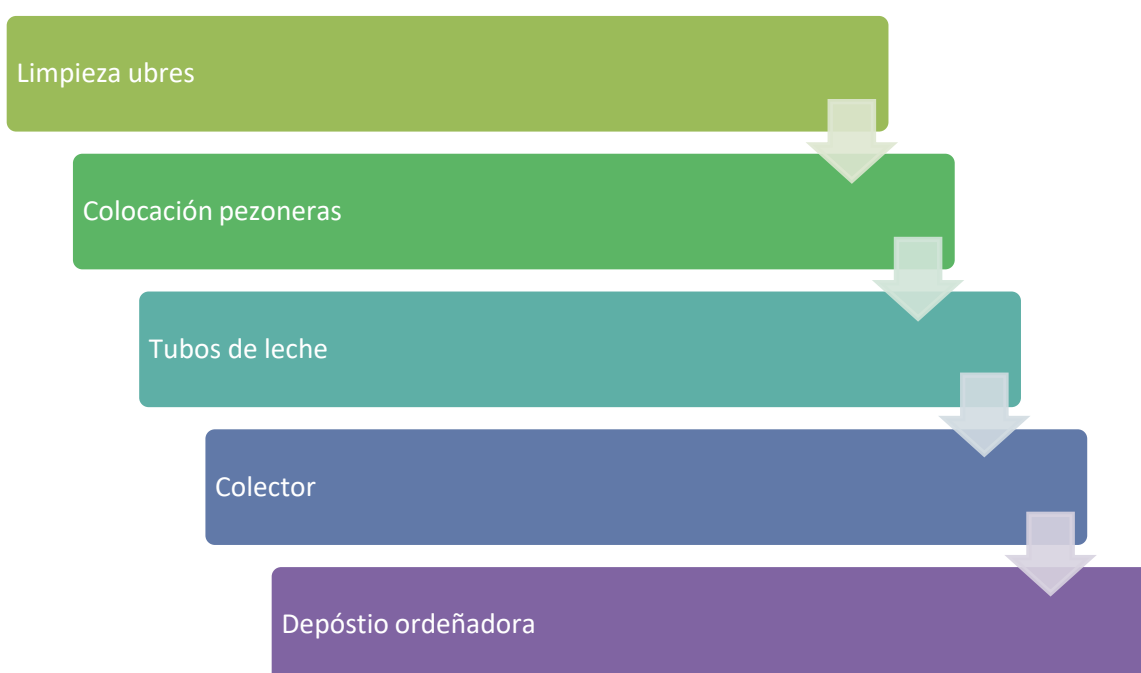 Limpieza ubres
Colocación pezoneras
Tubos de leche
Colector
Depóstio ordeñadora